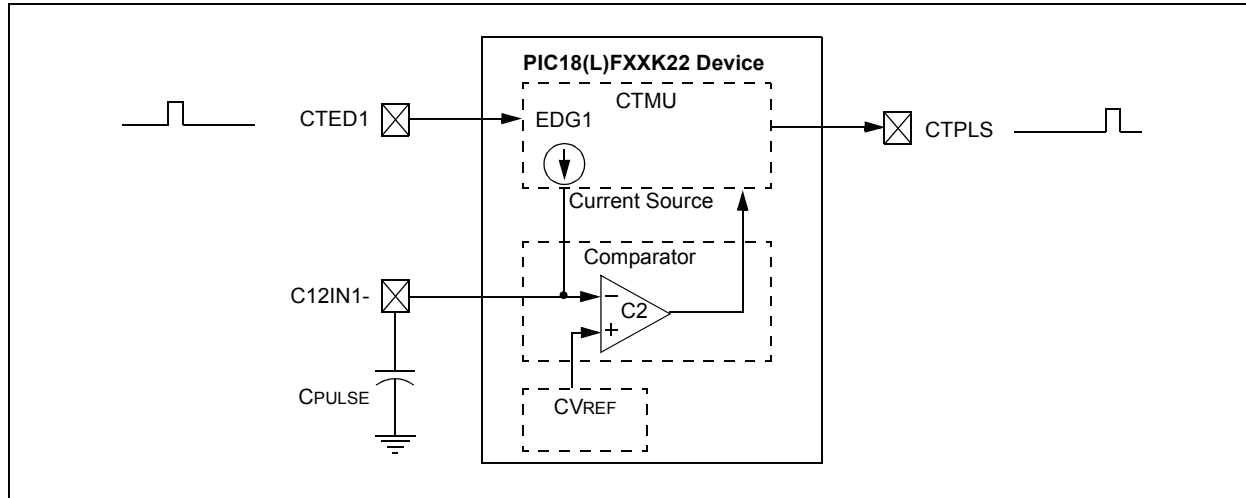 PIC18(L)FXXK22 Device
CTMU
CTED1
EDG1
CTPLS
Current Source
Comparator
C12IN1-
−
C2
+
CPULSE
CVREF